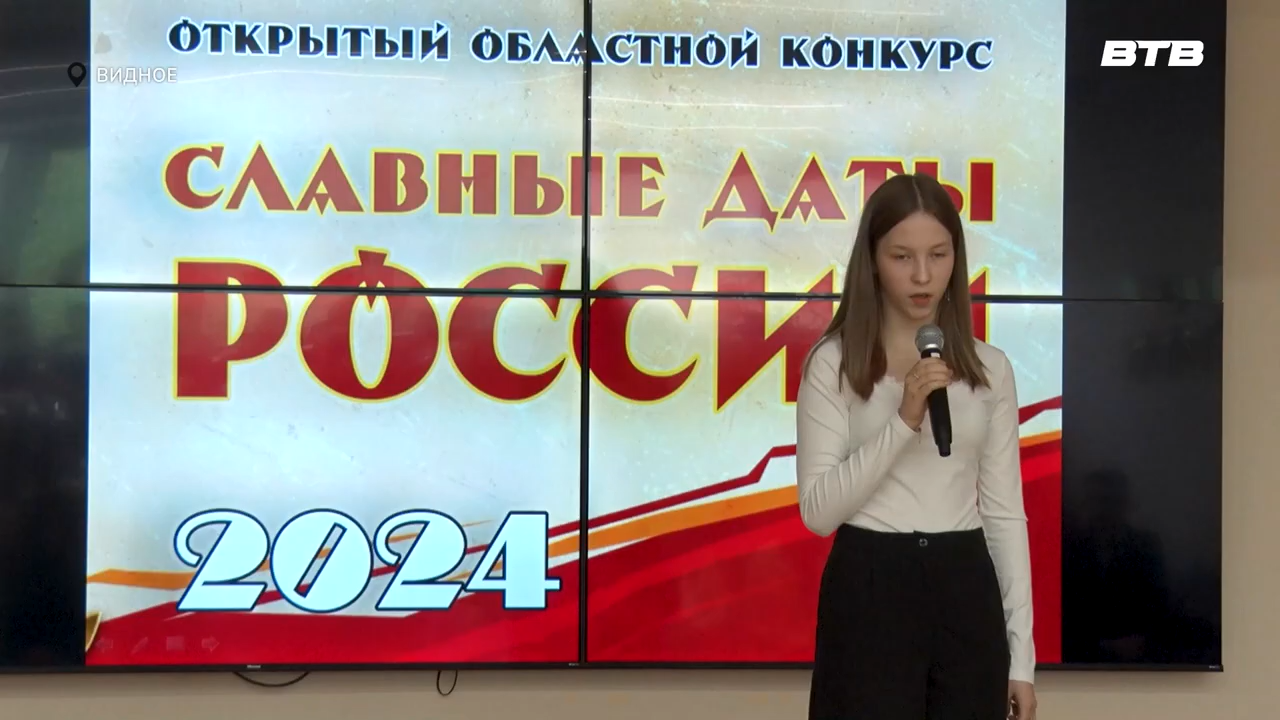 ОТКРЫТЫЙ ОБЛАСТНОЙ КОНКУРС
ВИДНОЕ
ВТВ
СЛАВНЫЕ ДАТЫ
РОССИИ
2024